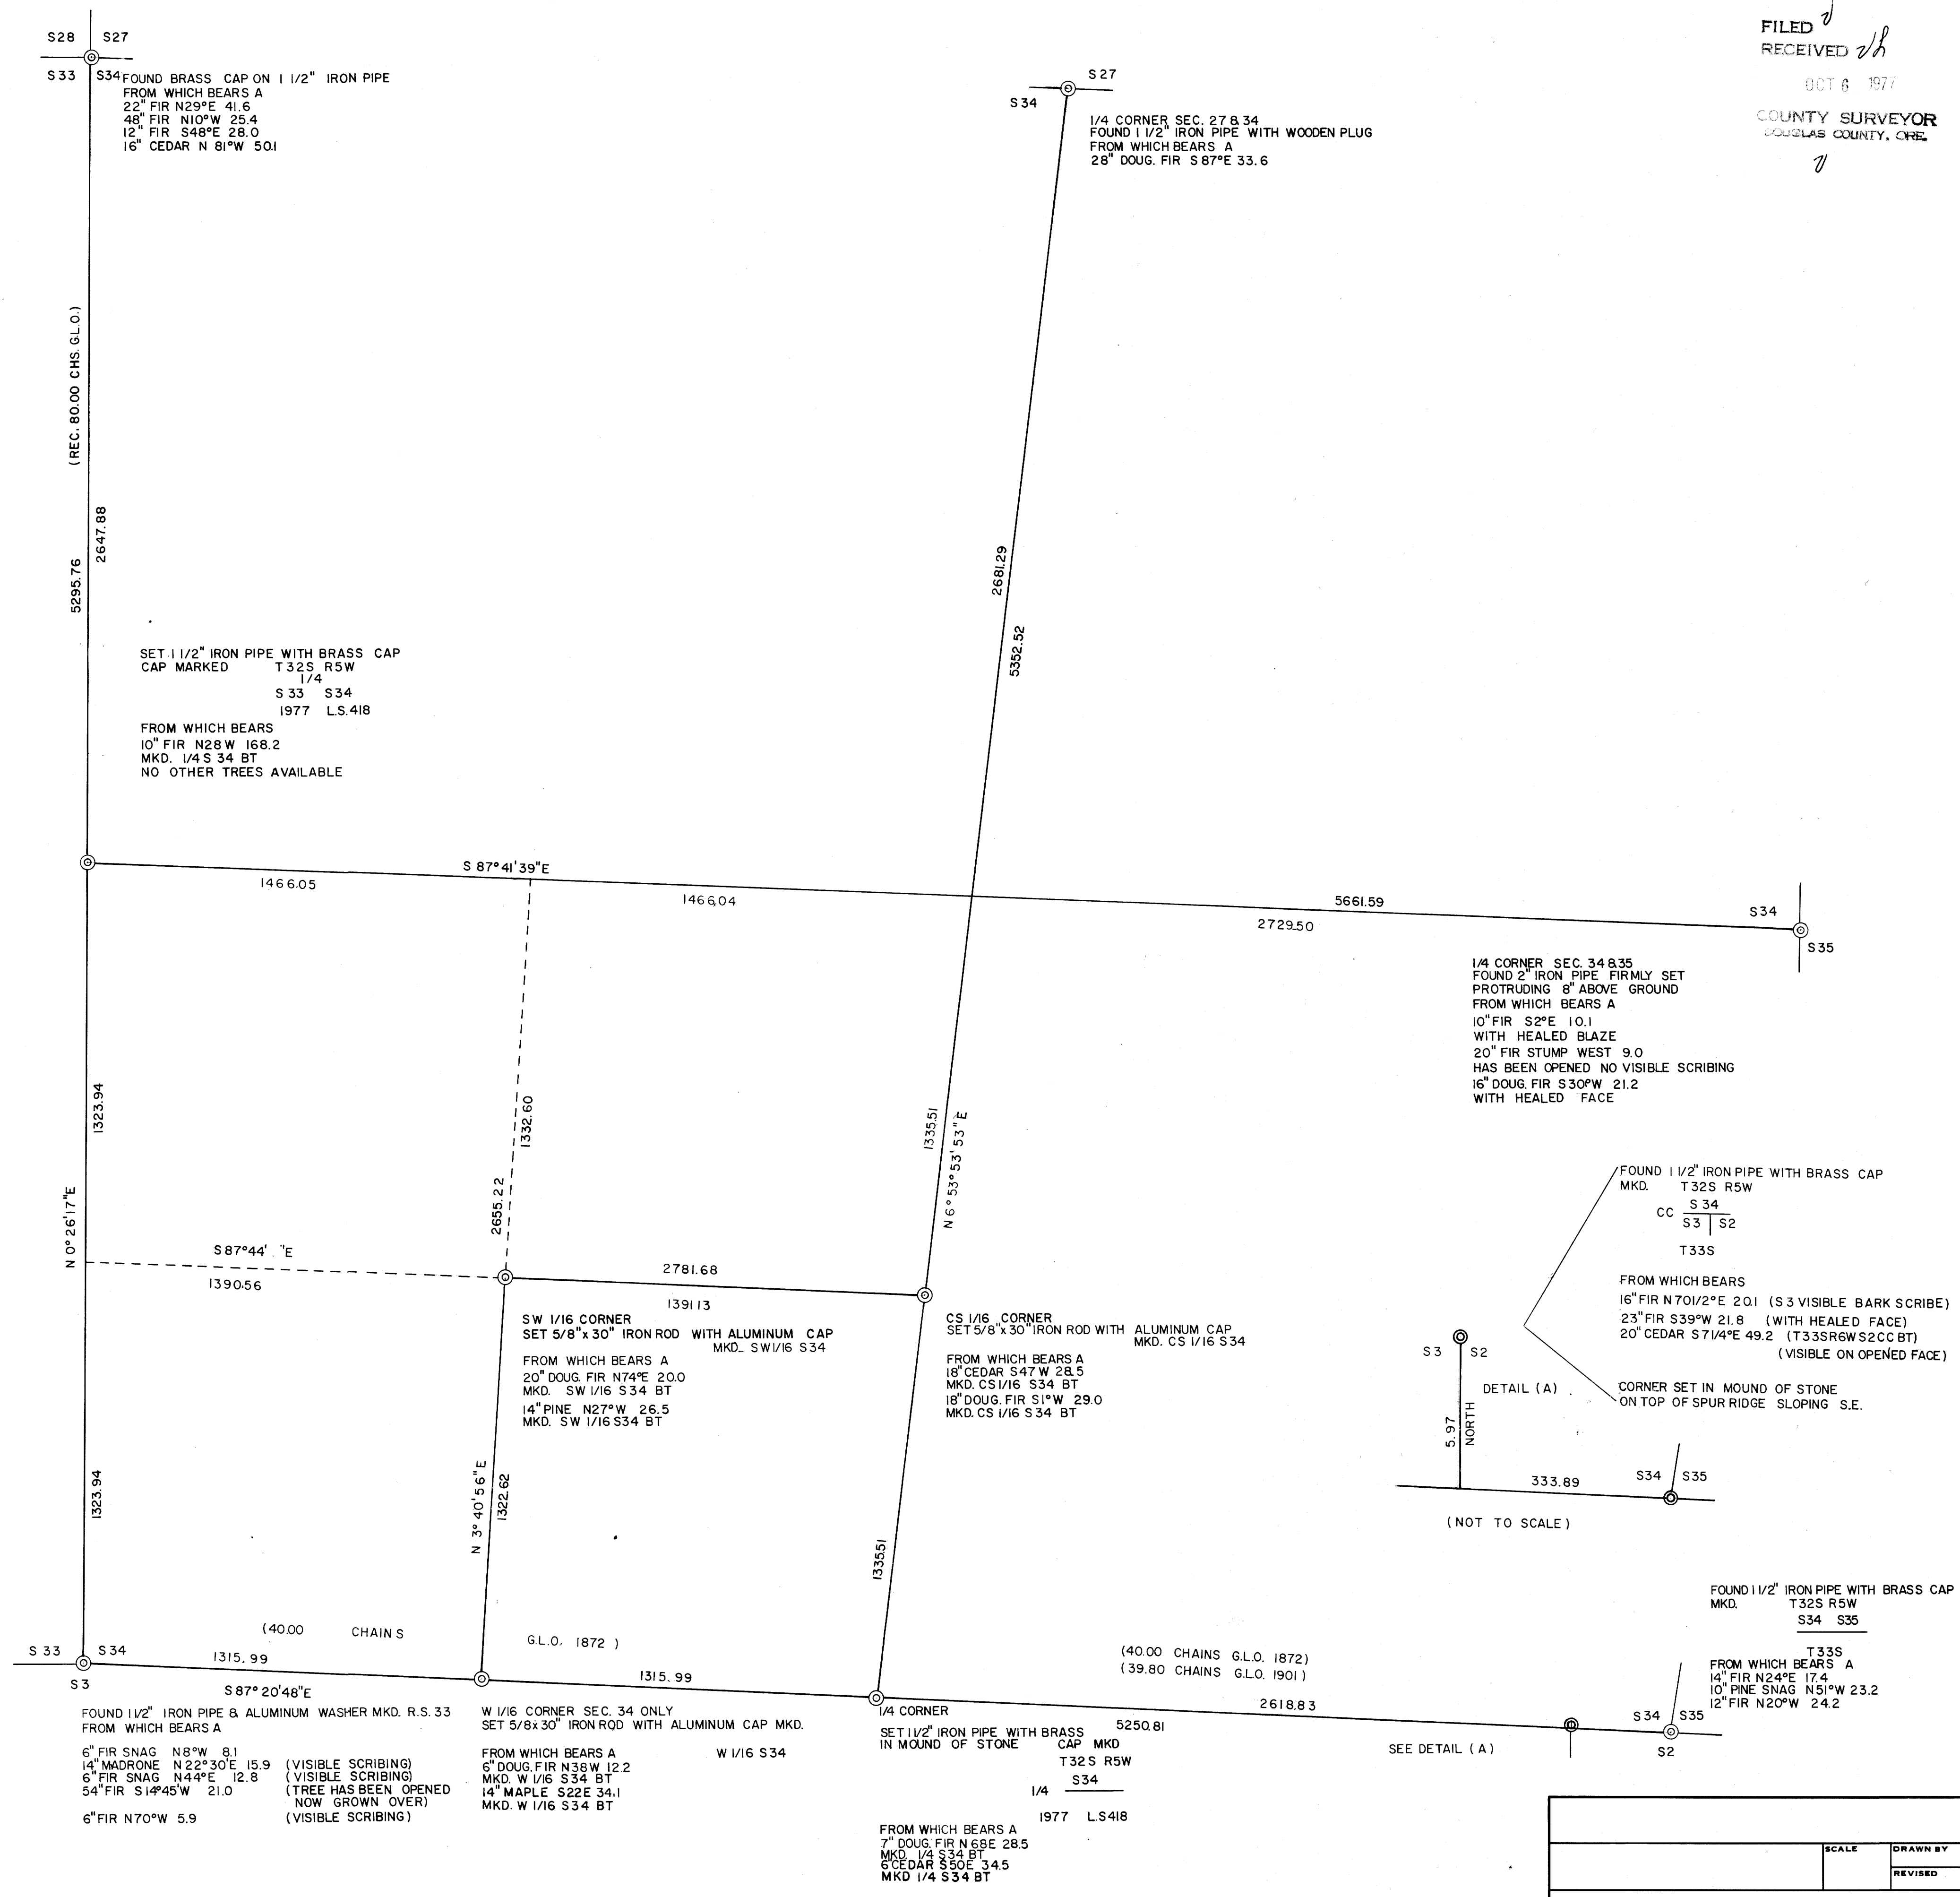 FILED
RECEIVED
OCT 6 1977
COUNTY SURVEYOR
DOUGLAS COUNTY, ORE.
S28 S27
S33 S34
FOUND BRASS CAP ON 1 1/2" IRON PIPE
FROM WHICH BEARS A
22" FIR N29°E 41.6
48" FIR N10°W 25.4
12" FIR S48°E 28.0
16" CEDAR N 81°W 50.1
S 27
S 34
1/4 CORNER SEC. 27 & 34
FOUND 1 1/2" IRON PIPE WITH WOODEN PLUG
FROM WHICH BEARS A
28" DOUG. FIR S 87°E 33.6
(REC. 80.00 CHS. G.L.O.)
2647.88
5295.76
2681.29
5352.52
SET 1 1/2" IRON PIPE WITH BRASS CAP
CAP MARKED T 32S R5W
1/4
S 33 S34
1977 L.S.418
FROM WHICH BEARS
10" FIR N28W 168.2
MKD. 1/4 S 34 BT
NO OTHER TREES AVAILABLE
S 87°41'39"E
1466.05
1466.04
5661.59
2729.50
S 34
S35
1/4 CORNER SEC. 34&35
FOUND 2" IRON PIPE FIRMLY SET
PROTRUDING 8" ABOVE GROUND
FROM WHICH BEARS A
10" FIR S2°E 10.1
WITH HEALED BLAZE
20" FIR STUMP WEST 9.0
HAS BEEN OPENED NO VISIBLE SCRIBING
16" DOUG. FIR S30°W 21.2
WITH HEALED FACE
1323.94
1332.60
1335.51
N 6° 53' 53" E
2655.22
N 0° 26' 17" E
S 87°44' "E
1390.56
2781.68
1391.13
SW 1/16 CORNER
SET 5/8" x 30" IRON ROD WITH ALUMINUM CAP
MKD. SW1/16 S34
FROM WHICH BEARS A
20" DOUG. FIR N74°E 20.0
MKD. SW 1/16 S34 BT
14" PINE N27°W 26.5
MKD. SW 1/16 S34 BT
CS 1/16 CORNER
SET 5/8" x 30" IRON ROD WITH ALUMINUM CAP
MKD. CS 1/16 S34
FROM WHICH BEARS A
18" CEDAR S47 W 28.5
MKD. CS1/16 S34 BT
18" DOUG. FIR S1°W 29.0
MKD. CS 1/16 S 34 BT
FOUND 1 1/2" IRON PIPE WITH BRASS CAP
MKD. T32S R5W
S 34
CC
S3 S2
T33S
FROM WHICH BEARS
16" FIR N 70 1/2°E 20.1 (S 3 VISIBLE BARK SCRIBE)
23" FIR S39°W 21.8 (WITH HEALED FACE)
20" CEDAR S 71/4°E 49.2 (T33SR6WS2CCBT)
(VISIBLE ON OPENED FACE)
CORNER SET IN MOUND OF STONE
ON TOP OF SPUR RIDGE SLOPING S.E.
S 3 S2
DETAIL (A)
5.97
NORTH
333.89
S34 S35
(NOT TO SCALE)
1323.94
N 3° 40' 56" E
1322.62
1335.51
(40.00 CHAINS G.L.O. 1872 )
S 33 S 34
1315.99
1315.99
S3
S 87° 20'48"E
(40.00 CHAINS G.L.O. 1872)
(39.80 CHAINS G.L.O. 1901)
2618.83
5250.81
SEE DETAIL (A)
S 34 S35
S2
FOUND 1 1/2" IRON PIPE WITH BRASS CAP
MKD. T32S R5W
S34 S35
T33S
FROM WHICH BEARS A
14" FIR N24°E 17.4
10" PINE SNAG N51°W 23.2
12" FIR N20°W 24.2
FOUND 1 1/2" IRON PIPE & ALUMINUM WASHER MKD. R.S. 33
FROM WHICH BEARS A
6" FIR SNAG N8°W 8.1
14" MADRONE N 22°30'E 15.9 (VISIBLE SCRIBING)
6" FIR SNAG N44°E 12.8 (VISIBLE SCRIBING)
54" FIR S14°45'W 21.0 (TREE HAS BEEN OPENED
NOW GROWN OVER)
6" FIR N70°W 5.9 (VISIBLE SCRIBING)
W 1/16 CORNER SEC. 34 ONLY
SET 5/8x30" IRON ROD WITH ALUMINUM CAP MKD.
W 1/16 S34
FROM WHICH BEARS A
6" DOUG. FIR N38W 12.2
MKD. W 1/16 S34 BT
14" MAPLE S22E 34.1
MKD. W 1/16 S34 BT
1/4 CORNER
SET 1 1/2" IRON PIPE WITH BRASS
IN MOUND OF STONE CAP MKD
T32S R5W
S34
1/4
1977 L.S418
FROM WHICH BEARS A
7" DOUG. FIR N 68E 28.5
MKD. 1/4 S34 BT
6" CEDAR S50E 34.5
MKD 1/4 S34 BT
SCALE
DRAWN BY
REVISED